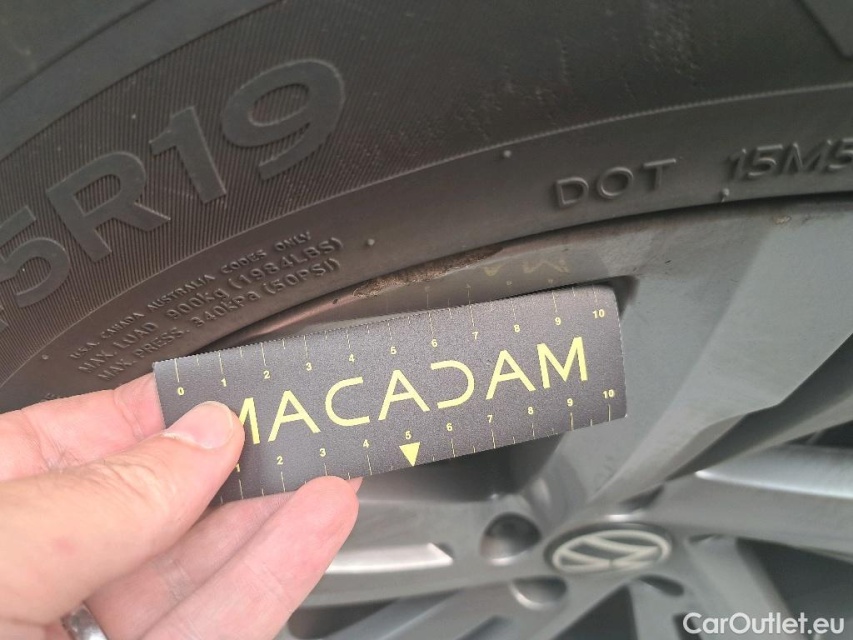 5R19
DOT 15M5
USA CANADA AUSTRALIA CODES ONLY
MAX LOAD 900kg (1984LBS)
MAX PRESS. 340kPa (50PSI)
0 1 2 3 4 5 6 7 8 9 10
MACADAM
1 2 3 4 5 6 7 8 9 10
CarOutlet.eu